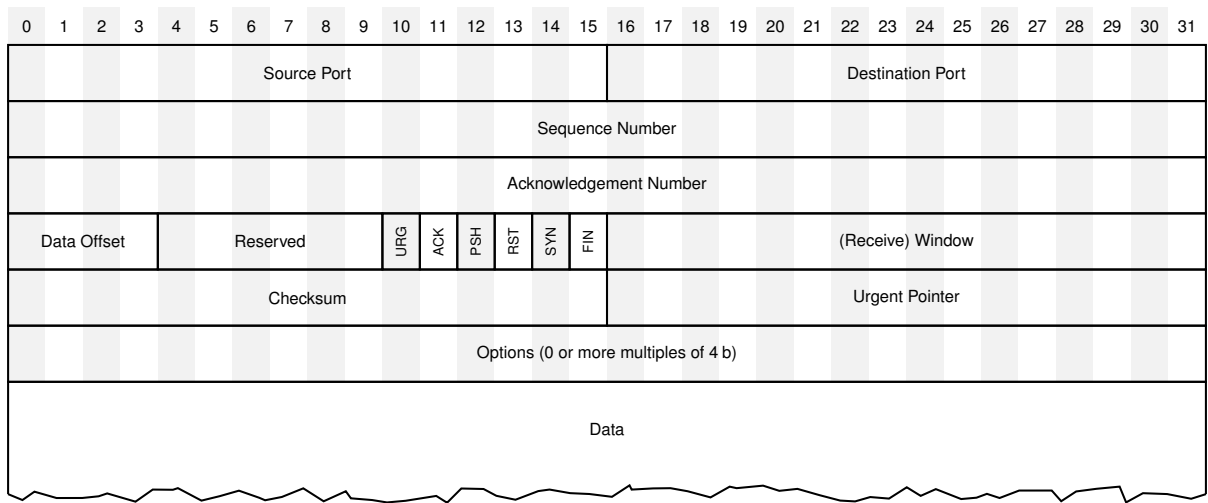 0 1 2 3 4 5 6 7 8 9 10 11 12 13 14 15 16 17 18 19 20 21 22 23 24 25 26 27 28 29 30 31
Source Port Destination Port
Sequence Number
Acknowledgement Number
Data Offset Reserved URG ACK PSH RST SYN FIN (Receive) Window
Checksum Urgent Pointer
Options (0 or more multiples of 4 b)
Data